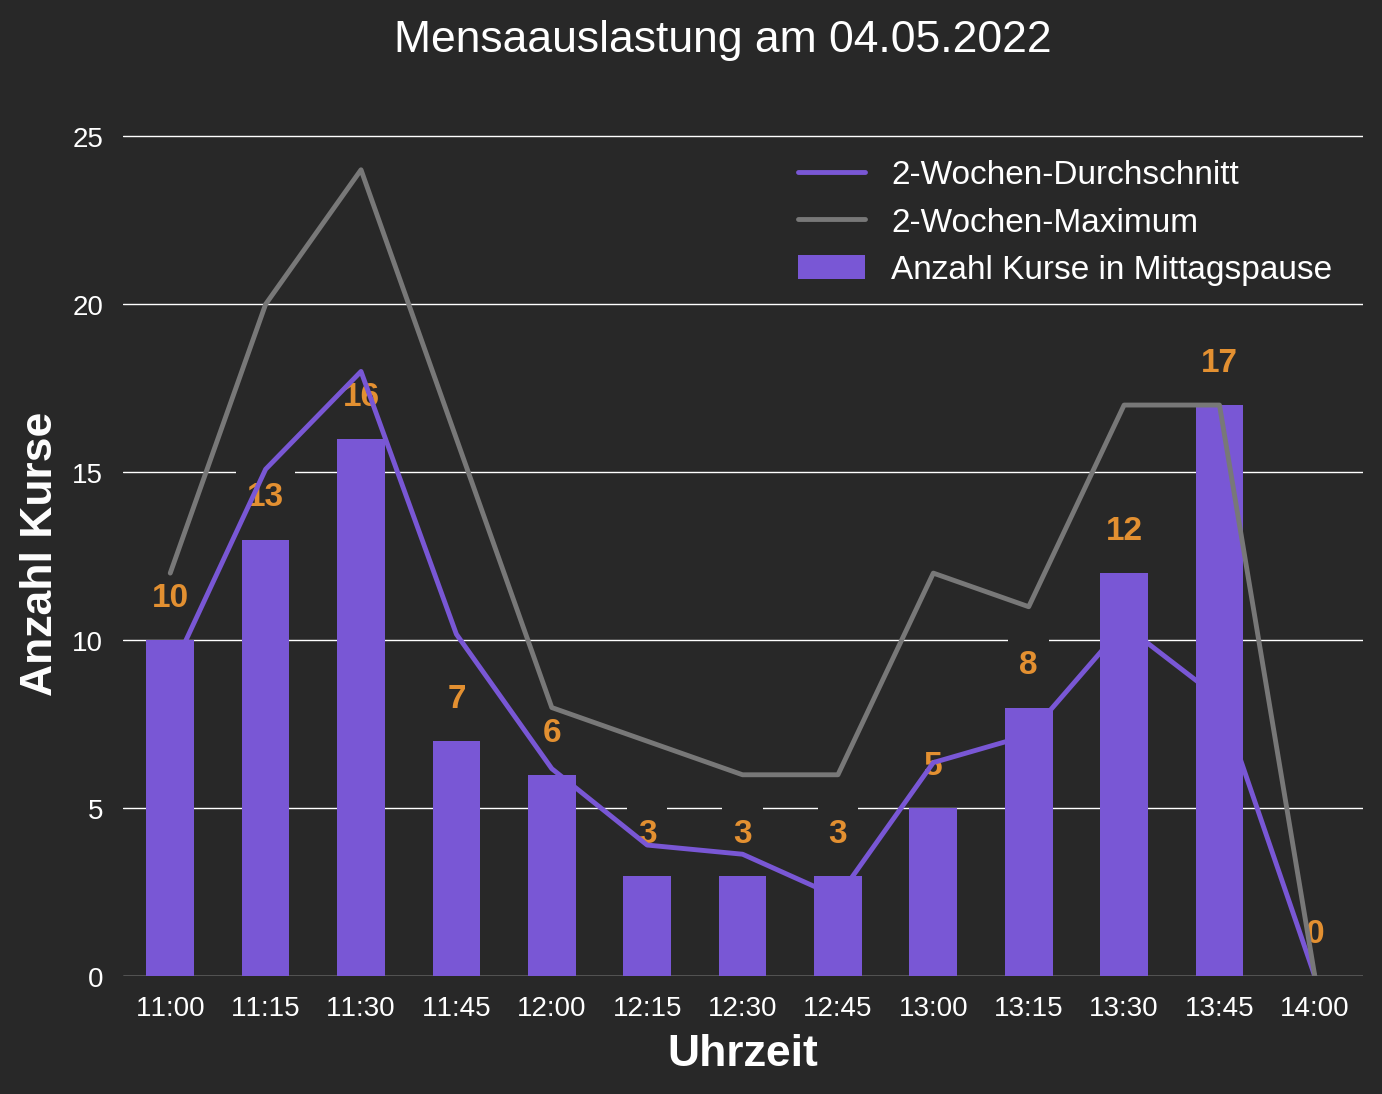 Mensaauslastung am 04.05.2022
25
2-Wochen-Durchschnitt
2-Wochen-Maximum
Anzahl Kurse in Mittagspause
20
15
10
5
0
Anzahl Kurse
10
13
16
7
6
3
3
3
5
8
12
17
0
11:00 11:15 11:30 11:45 12:00 12:15 12:30 12:45 13:00 13:15 13:30 13:45 14:00
Uhrzeit